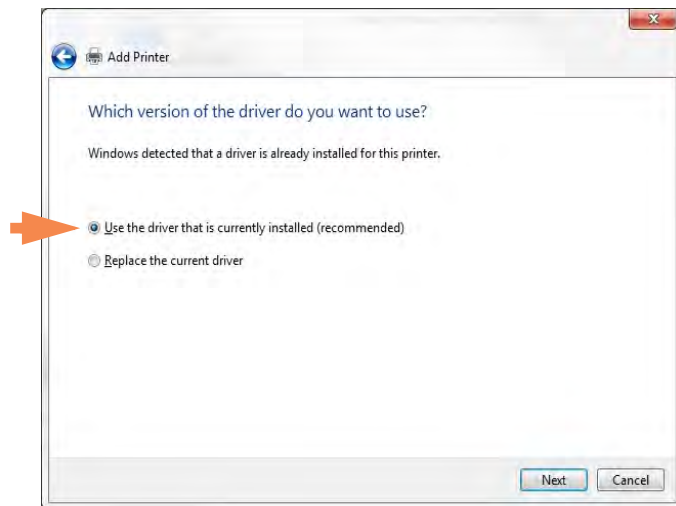 Add Printer
Which version of the driver do you want to use?
Windows detected that a driver is already installed for this printer.
Use the driver that is currently installed (recommended)
Replace the current driver
Next Cancel